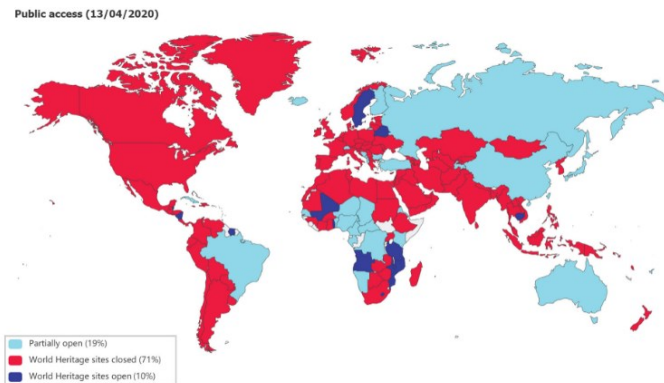 Public access (13/04/2020)
Partially open (19%)
World Heritage sites closed (71%)
World Heritage sites open (10%)